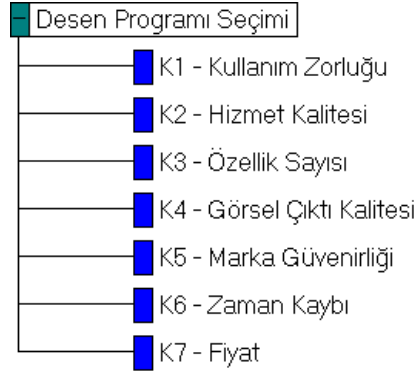 Desen Programı Seçimi
K1 - Kullanım Zorluğu
K2 - Hizmet Kalitesi
K3 - Özellik Sayısı
K4 - Görsel Çıktı Kalitesi
K5 - Marka Güvenirliği
K6 - Zaman Kaybı
K7 - Fiyat